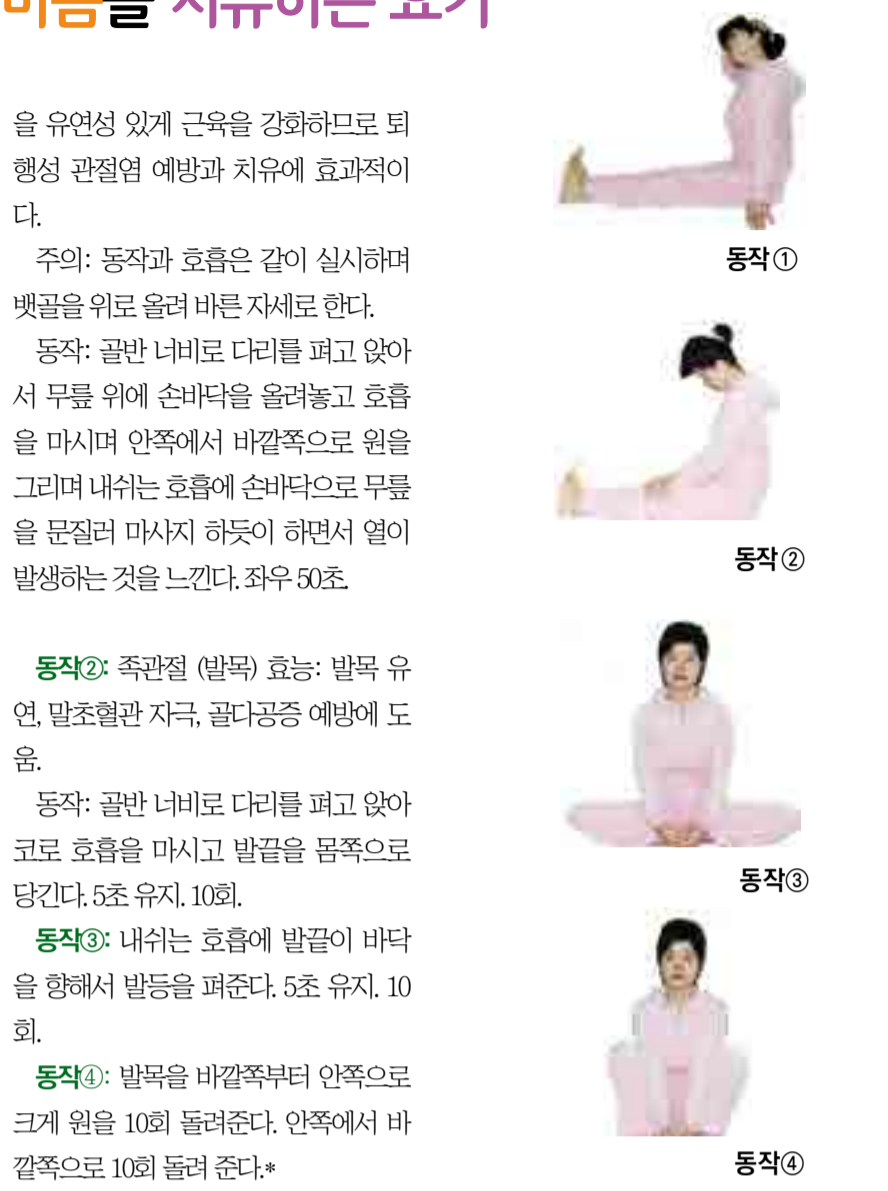 마음을 치유하는 요가
을 유연성 있게 근육을 강화하므로 퇴
행성 관절염 예방과 치유에 효과적이
다.
주의: 동작과 호흡은 같이 실시하며
뱃골을 위로 올려 바른 자세로 한다.
동작: 골반 너비로 다리를 펴고 앉아
서 무릎 위에 손바닥을 올려놓고 호흡
을 마시며 안쪽에서 바깥쪽으로 원을
그리며 내쉬는 호흡에 손바닥으로 무릎
을 문질러 마사지 하듯이 하면서 열이
발생하는 것을 느낀다. 좌우 50초.
동작②: 족관절 (발목) 효능: 발목 유
연, 말초혈관 자극, 골다공증 예방에 도
움.
동작: 골반 너비로 다리를 펴고 앉아
코로 호흡을 마시고 발끝을 몸쪽으로
당긴다. 5초 유지. 10회.
동작③: 내쉬는 호흡에 발끝이 바닥
을 향해서 발등을 펴준다. 5초 유지. 10
회.
동작④: 발목을 바깥쪽부터 안쪽으로
크게 원을 10회 돌려준다. 안쪽에서 바
깥쪽으로 10회 돌려 준다.*
동작①
동작②
동작③
동작④